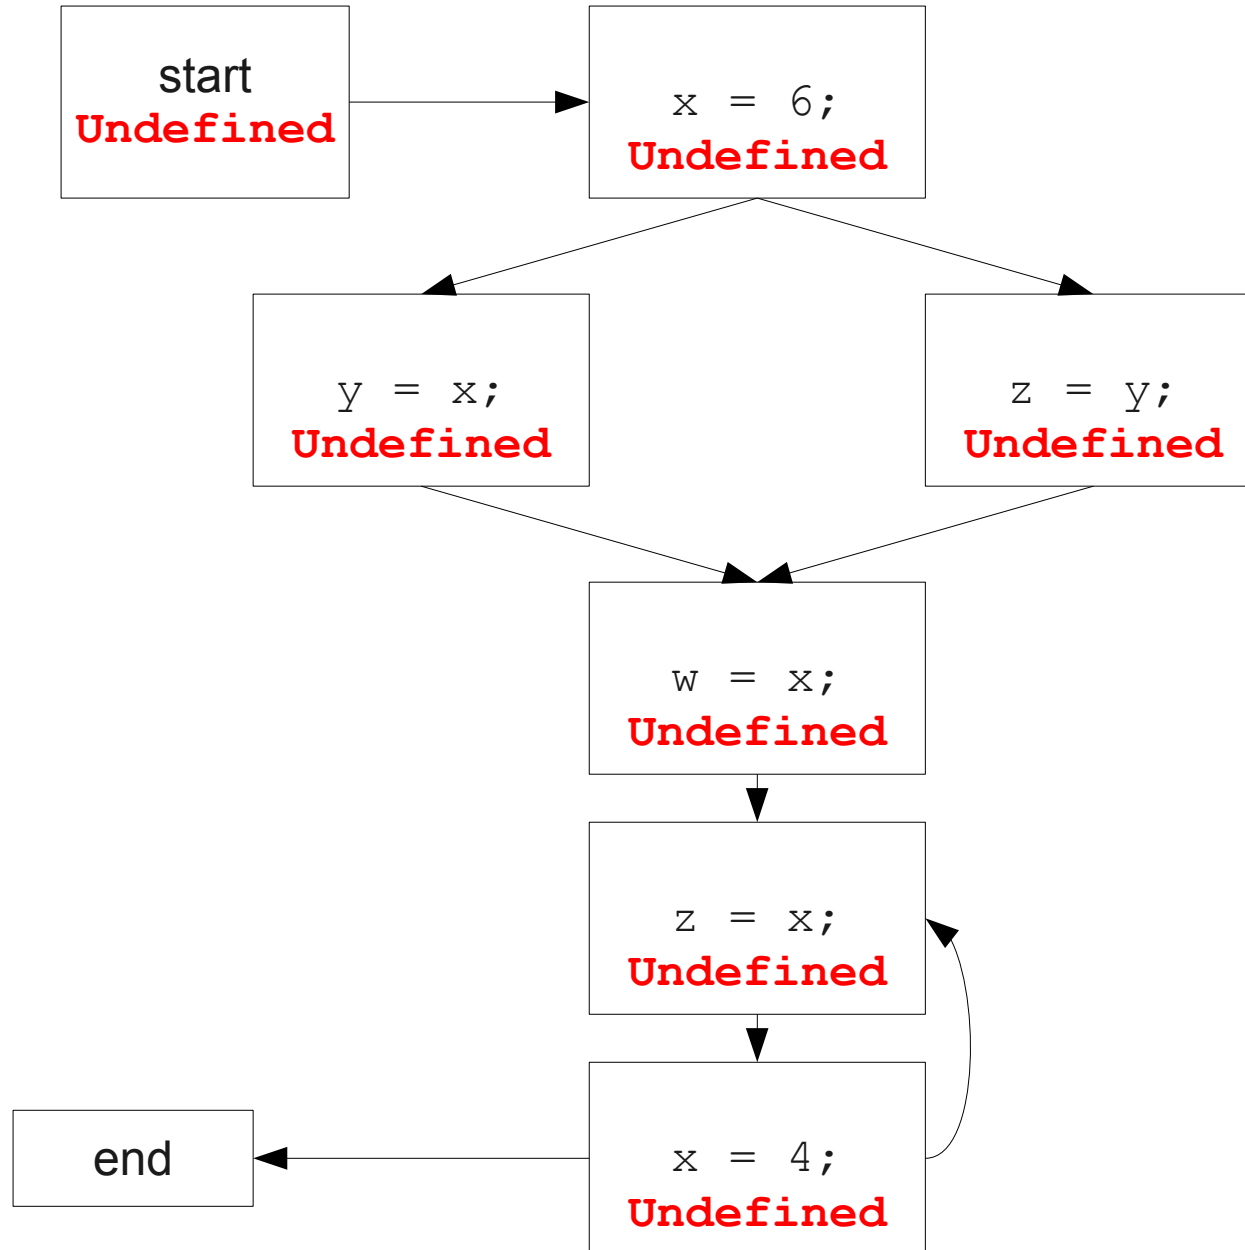 start
Undefined
x = 6;
Undefined
y = x;
Undefined
z = y;
Undefined
w = x;
Undefined
z = x;
Undefined
x = 4;
Undefined
end